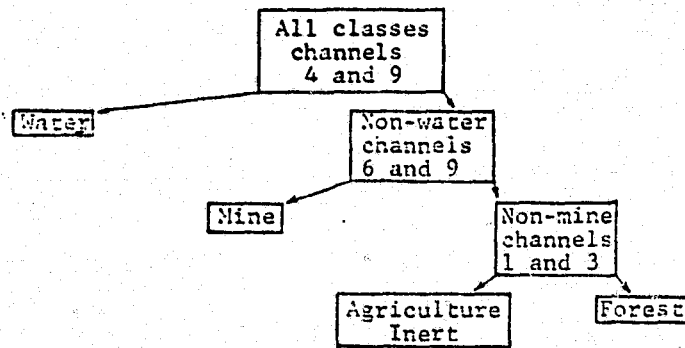 All classes
channels
4 and 9
Water
Non-water
channels
6 and 9
Mine
Non-mine
channels
1 and 3
Agriculture
Inert
Forest